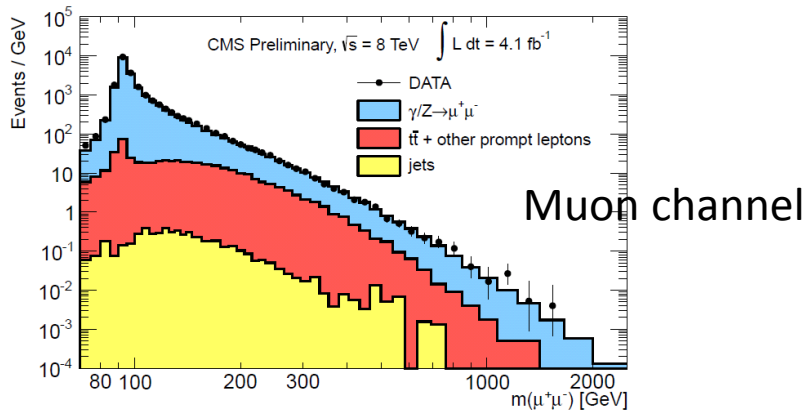 CMS Preliminary, √s = 8 TeV ∫ L dt = 4.1 fb⁻¹
Events / GeV
10⁵
10⁴
10³
10²
10
1
10⁻¹
10⁻²
10⁻³
10⁻⁴
DATA
γ/Z→μ⁺μ⁻
tt̄ + other prompt leptons
jets
Muon channel
80 100 200 300 1000 2000
m(μ⁺μ⁻) [GeV]